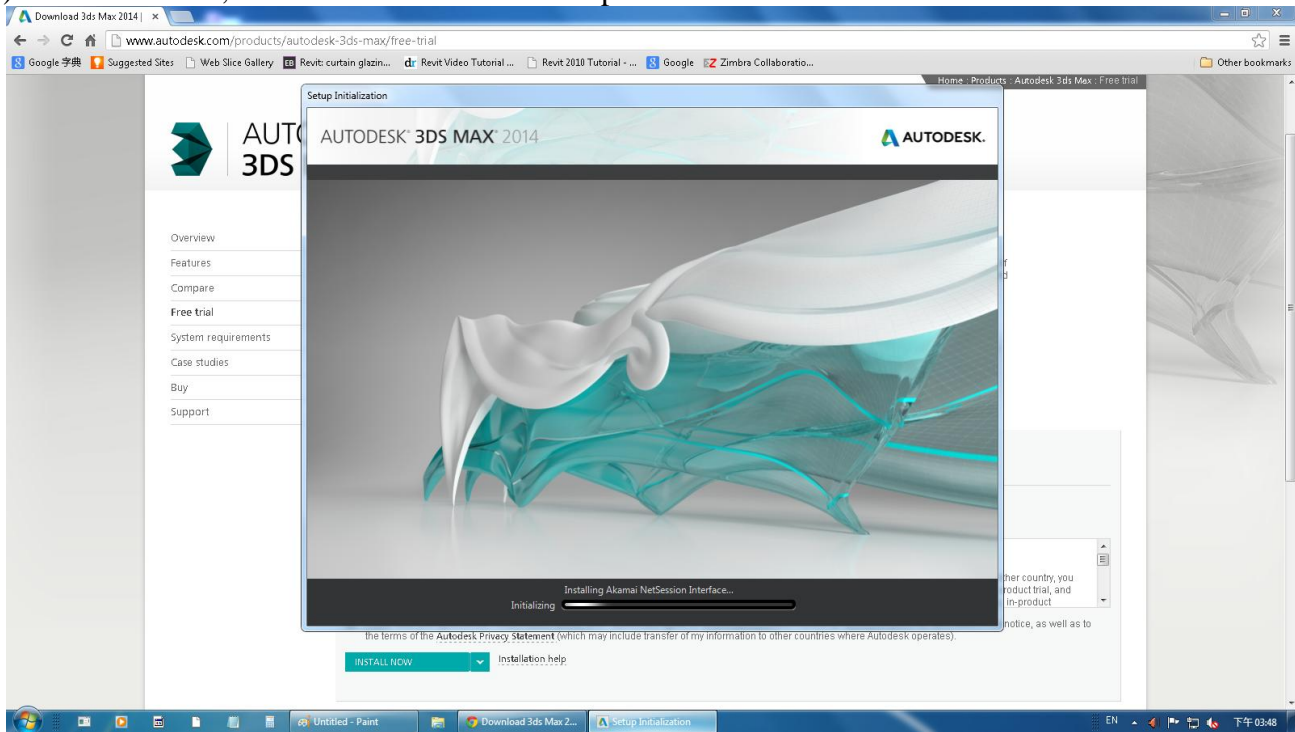 Download 3ds Max 2014 |
www.autodesk.com/products/autodesk-3ds-max/free-trial
Google 字典 Suggested Sites Web Slice Gallery Revit: curtain glazin... dr Revit Video Tutorial ... Revit 2010 Tutorial - ... Google Zimbra Collaboratio... Other bookmarks
Home : Products : Autodesk 3ds Max : Free trial
Setup Initialization
AUTODESK® 3DS MAX® 2014
AUTODESK.
3DS
Overview
Features
Compare
Free trial
System requirements
Case studies
Buy
Support
Installing Akamai NetSession Interface...
Initializing
ther country, you
roduct trial, and
in-product
notice, as well as to
the terms of the Autodesk Privacy Statement (which may include transfer of my information to other countries where Autodesk operates).
INSTALL NOW Installation help
Untitled - Paint Download 3ds Max 2... Setup Initialization EN 下午 03:48